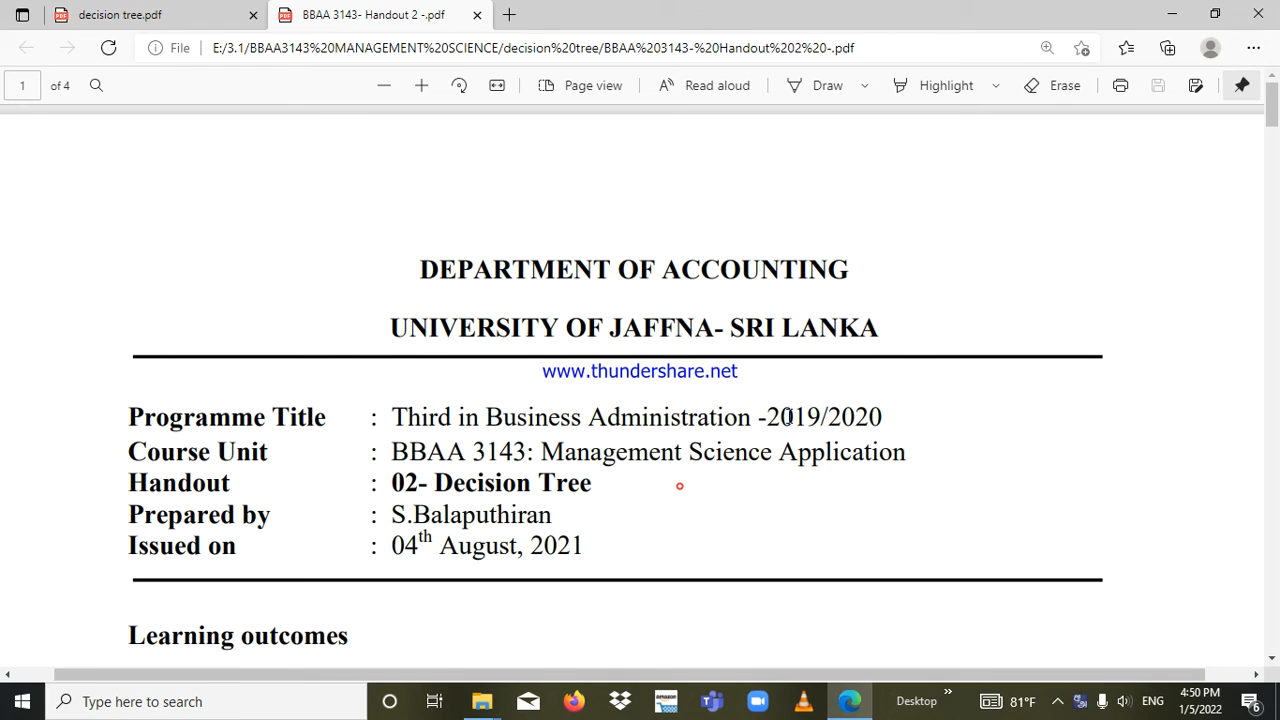 decision tree.pdf
BBAA 3143- Handout 2 -.pdf
File
E:/3.1/BBAA3143%20MANAGEMENT%20SCIENCE/decision%20tree/BBAA%203143-%20Handout%202%20-.pdf
1 of 4
Page view
Read aloud
Draw
Highlight
Erase
DEPARTMENT OF ACCOUNTING
UNIVERSITY OF JAFFNA- SRI LANKA
www.thundershare.net
Programme Title : Third in Business Administration -2019/2020
Course Unit : BBAA 3143: Management Science Application
Handout : 02- Decision Tree
Prepared by : S.Balaputhiran
Issued on : 04th August, 2021
Learning outcomes
Type here to search
amazon
Desktop
81°F
ENG
4:50 PM
1/5/2022
6